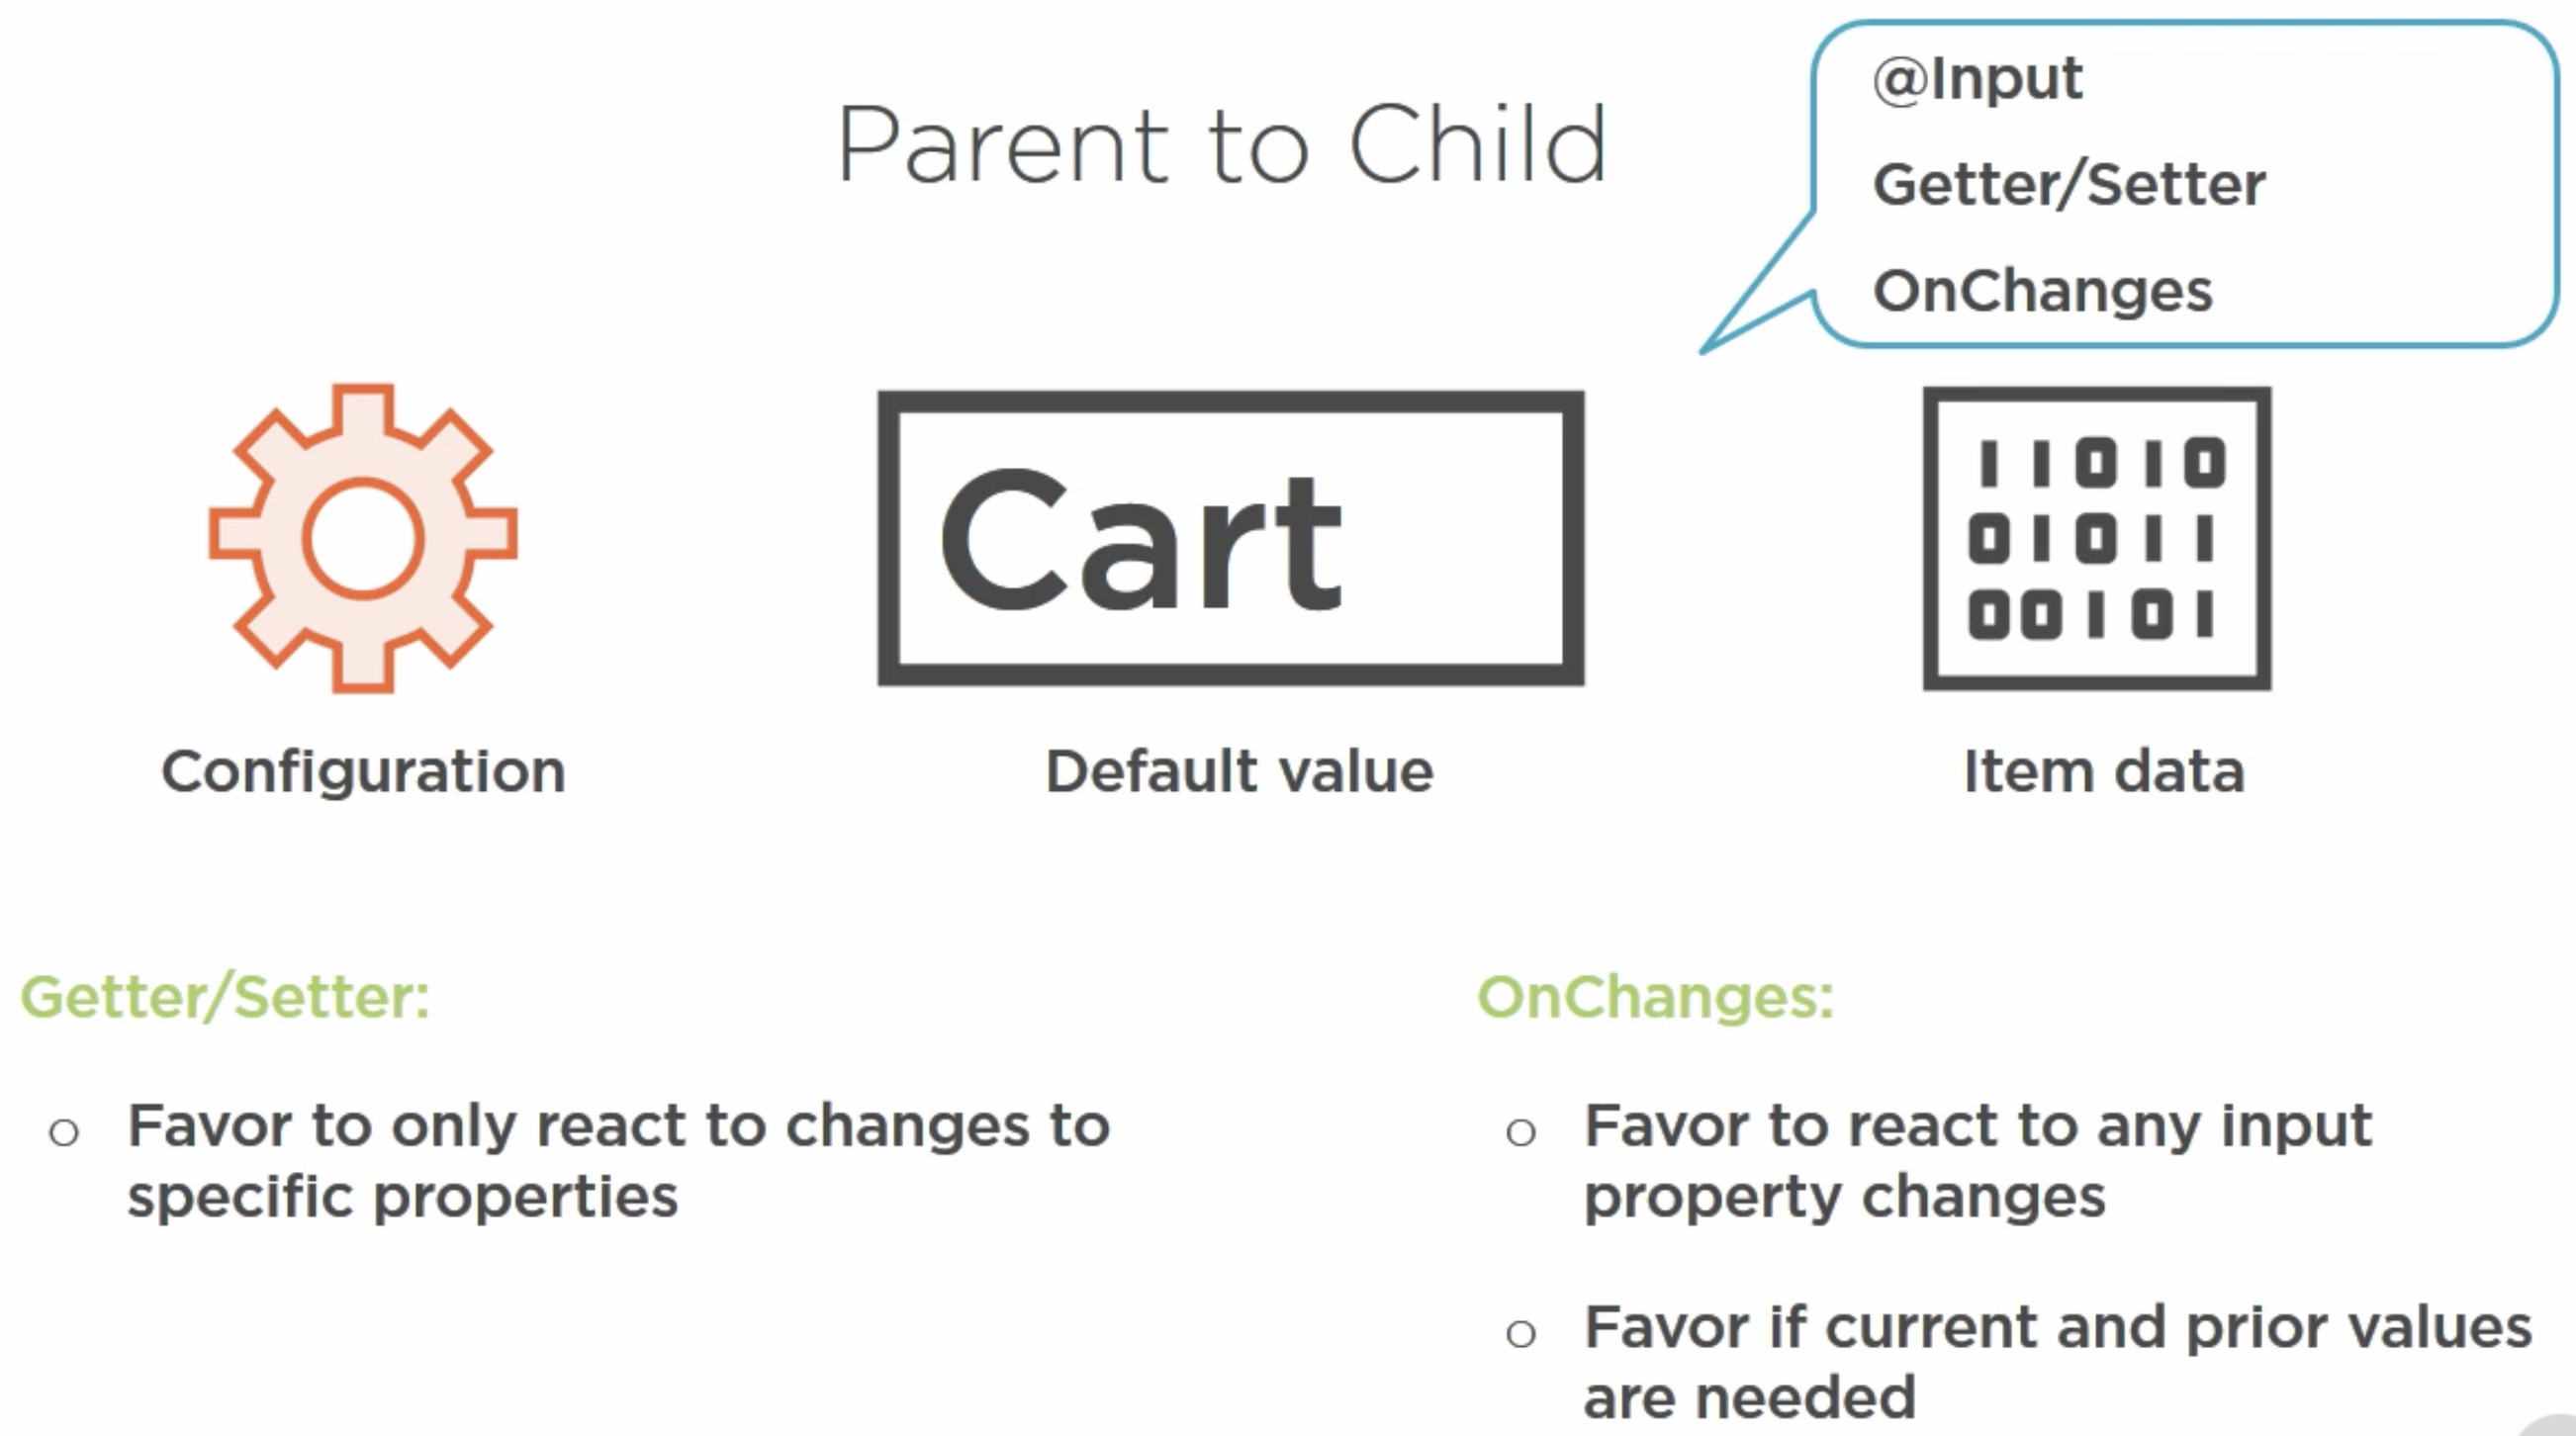 Parent to Child
@Input
Getter/Setter
OnChanges
Cart
11010
01011
00101
Configuration
Default value
Item data
Getter/Setter:
o Favor to only react to changes to
specific properties
OnChanges:
o Favor to react to any input
property changes
o Favor if current and prior values
are needed